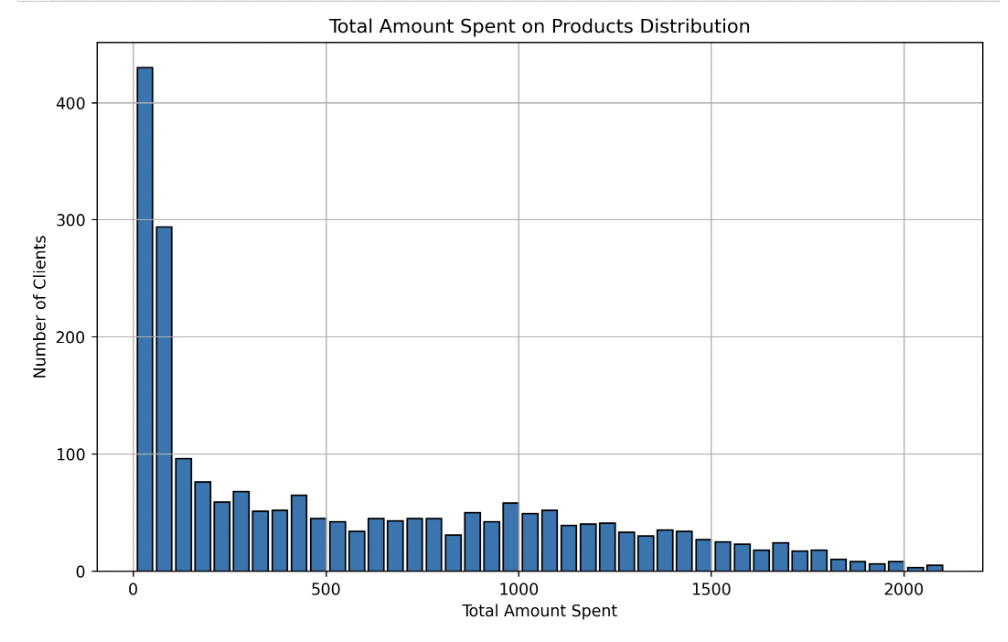 Total Amount Spent on Products Distribution
Number of Clients
400
300
200
100
0
0 500 1000 1500 2000
Total Amount Spent